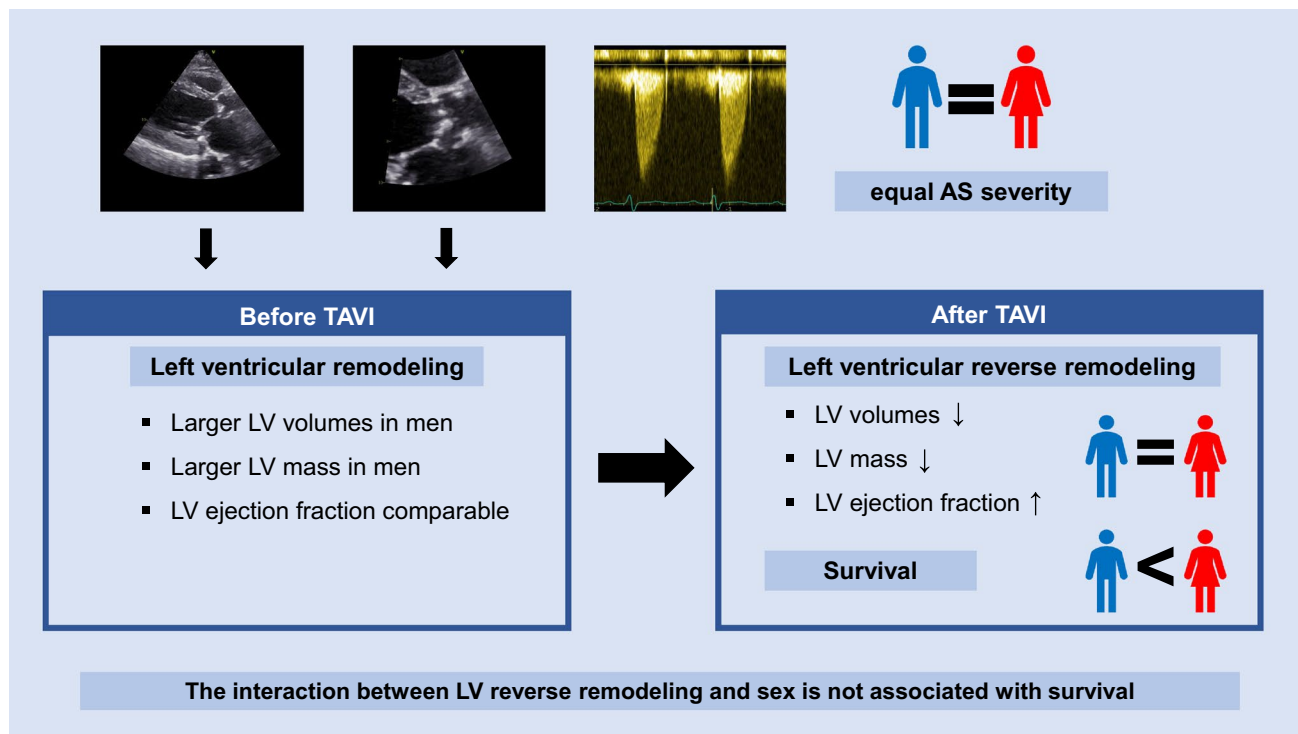 equal AS severity
Before TAVI
Left ventricular remodeling
▪ Larger LV volumes in men
▪ Larger LV mass in men
▪ LV ejection fraction comparable
After TAVI
Left ventricular reverse remodeling
▪ LV volumes ↓
▪ LV mass ↓
▪ LV ejection fraction ↑
=
Survival
<
The interaction between LV reverse remodeling and sex is not associated with survival